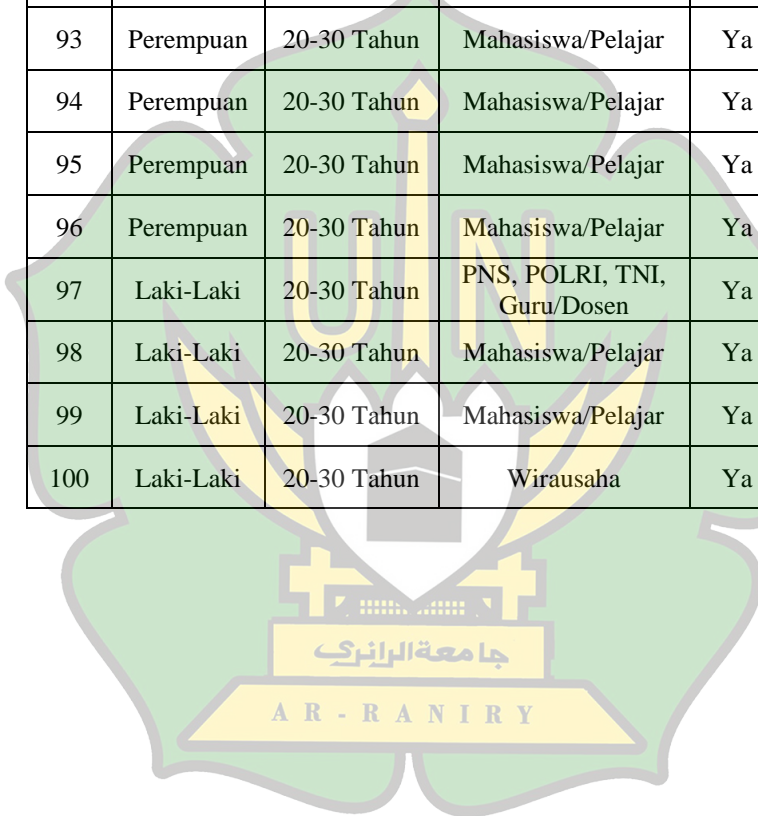 93 Perempuan 20-30 Tahun Mahasiswa/Pelajar Ya
94 Perempuan 20-30 Tahun Mahasiswa/Pelajar Ya
95 Perempuan 20-30 Tahun Mahasiswa/Pelajar Ya
96 Perempuan 20-30 Tahun Mahasiswa/Pelajar Ya
97 Laki-Laki 20-30 Tahun PNS, POLRI, TNI, Guru/Dosen Ya
98 Laki-Laki 20-30 Tahun Mahasiswa/Pelajar Ya
99 Laki-Laki 20-30 Tahun Mahasiswa/Pelajar Ya
100 Laki-Laki 20-30 Tahun Wirausaha Ya
UIN
جامعةالرانري
AR-RANIRY